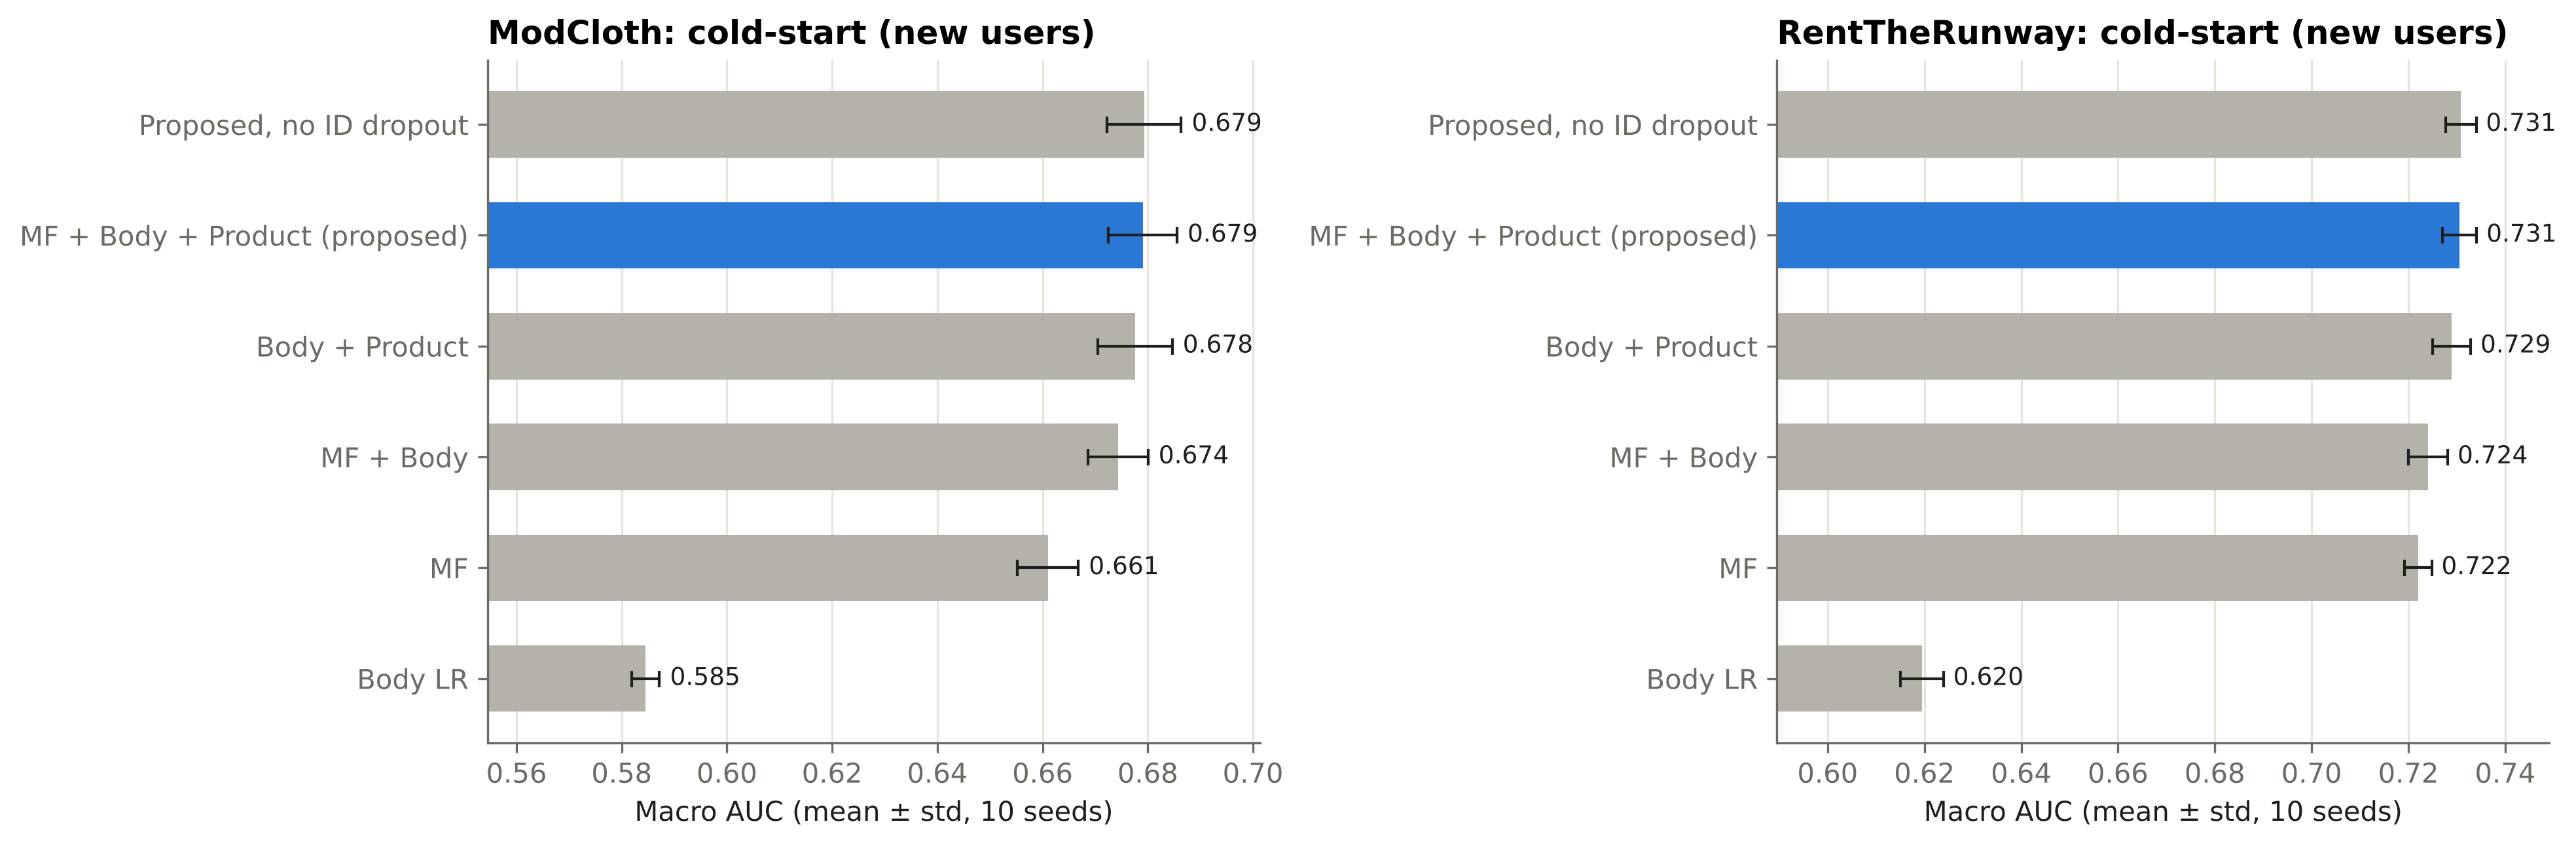 ModCloth: cold-start (new users)
Proposed, no ID dropout
0.679
MF + Body + Product (proposed)
0.679
Body + Product
0.678
MF + Body
0.674
MF
0.661
Body LR
0.585
0.56 0.58 0.60 0.62 0.64 0.66 0.68 0.70
Macro AUC (mean ± std, 10 seeds)
RentTheRunway: cold-start (new users)
Proposed, no ID dropout
0.731
MF + Body + Product (proposed)
0.731
Body + Product
0.729
MF + Body
0.724
MF
0.722
Body LR
0.620
0.60 0.62 0.64 0.66 0.68 0.70 0.72 0.74
Macro AUC (mean ± std, 10 seeds)